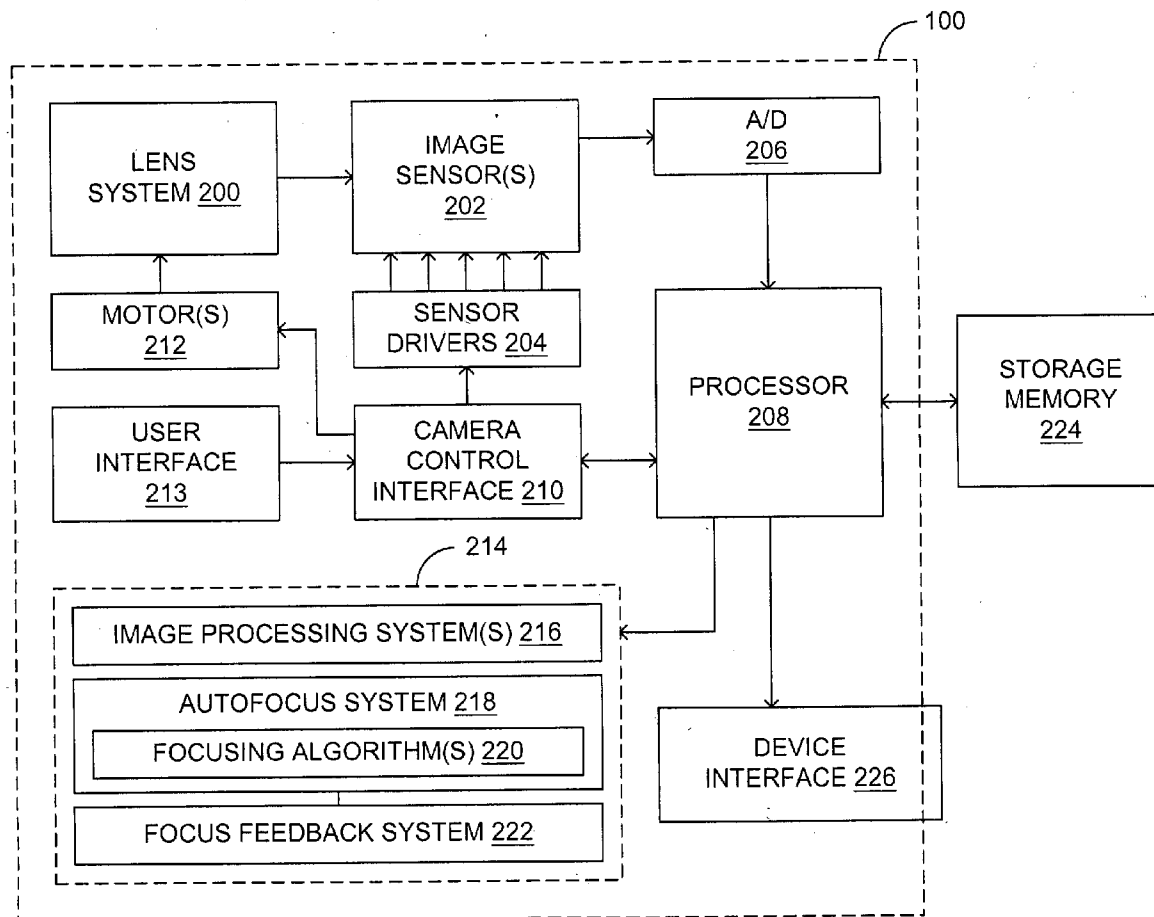 100
LENS
SYSTEM 200
IMAGE
SENSOR(S)
202
A/D
206
MOTOR(S)
212
SENSOR
DRIVERS 204
PROCESSOR
208
STORAGE
MEMORY
224
USER
INTERFACE
213
CAMERA
CONTROL
INTERFACE 210
214
IMAGE PROCESSING SYSTEM(S) 216
AUTOFOCUS SYSTEM 218
FOCUSING ALGORITHM(S) 220
FOCUS FEEDBACK SYSTEM 222
DEVICE
INTERFACE 226